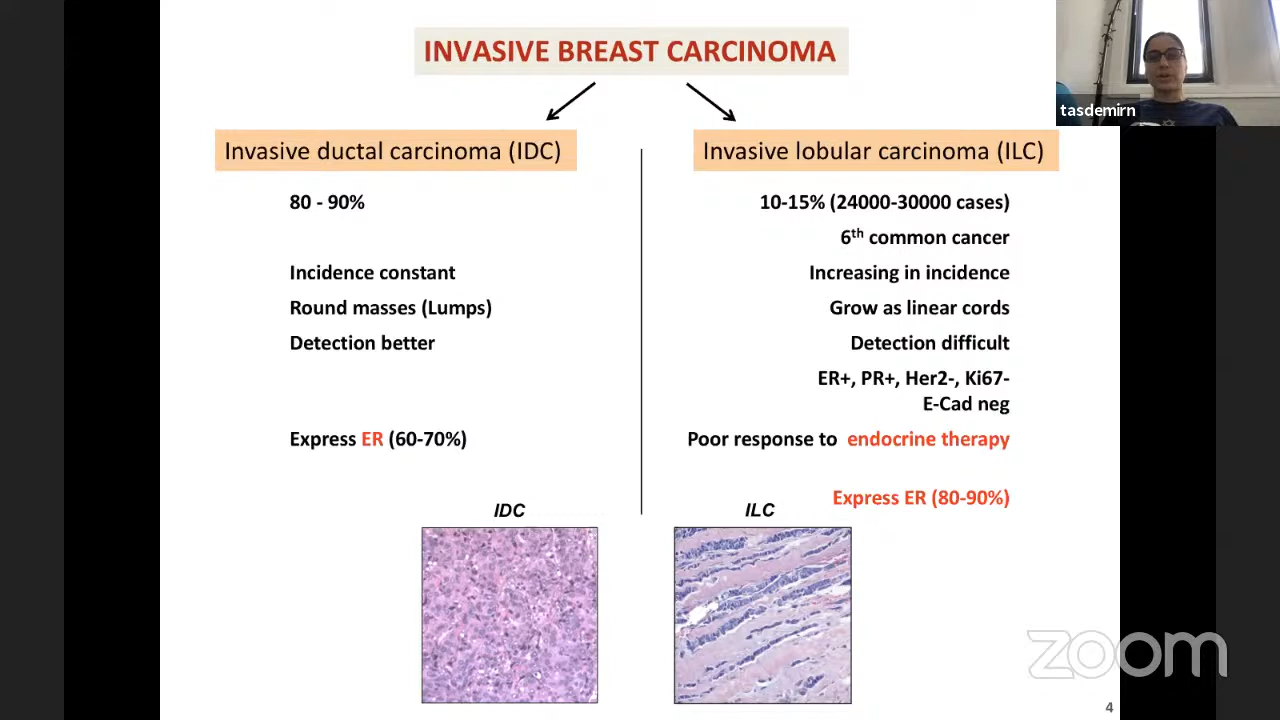 INVASIVE BREAST CARCINOMA
tasdemirn
Invasive ductal carcinoma (IDC)
80 - 90%
Incidence constant
Round masses (Lumps)
Detection better
Express ER (60-70%)
Invasive lobular carcinoma (ILC)
10-15% (24000-30000 cases)
6th common cancer
Increasing in incidence
Grow as linear cords
Detection difficult
ER+, PR+, Her2-, Ki67-
E-Cad neg
Poor response to endocrine therapy
Express ER (80-90%)
IDC
ILC
zoom
4